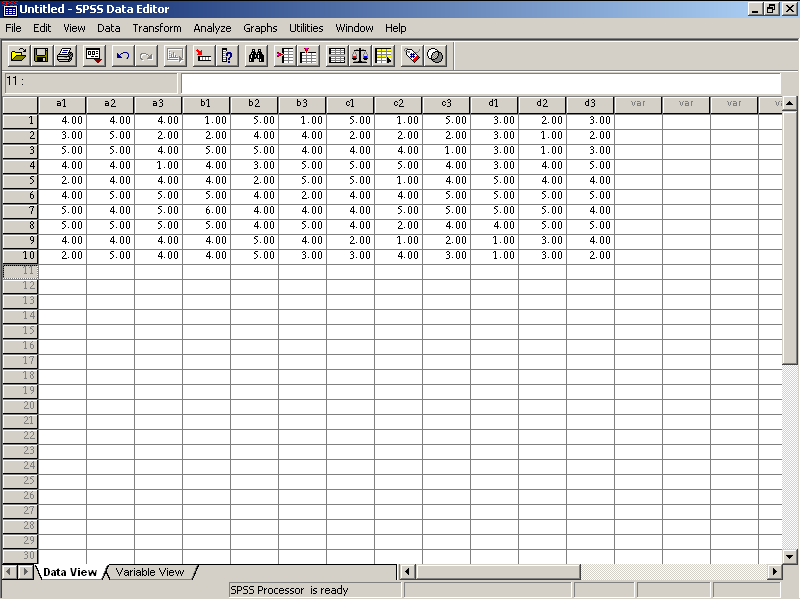 Untitled - SPSS Data Editor
File Edit View Data Transform Analyze Graphs Utilities Window Help
11 :
a1 a2 a3 b1 b2 b3 c1 c2 c3 d1 d2 d3 var var var va
1 4.00 4.00 4.00 1.00 5.00 1.00 5.00 1.00 5.00 3.00 2.00 3.00
2 3.00 5.00 2.00 2.00 4.00 4.00 2.00 2.00 2.00 3.00 1.00 2.00
3 5.00 5.00 4.00 5.00 5.00 4.00 4.00 4.00 1.00 3.00 1.00 3.00
4 4.00 4.00 1.00 4.00 3.00 5.00 5.00 5.00 4.00 5.00 4.00 5.00
5 2.00 4.00 4.00 4.00 2.00 5.00 5.00 1.00 4.00 5.00 5.00 4.00
6 4.00 5.00 5.00 5.00 4.00 2.00 4.00 4.00 5.00 5.00 5.00 5.00
7 5.00 4.00 5.00 6.00 4.00 4.00 4.00 5.00 5.00 5.00 5.00 4.00
8 5.00 5.00 5.00 5.00 4.00 5.00 4.00 2.00 4.00 4.00 5.00 5.00
9 4.00 4.00 4.00 4.00 5.00 4.00 2.00 1.00 2.00 1.00 3.00 4.00
10 2.00 5.00 4.00 4.00 5.00 3.00 3.00 4.00 3.00 1.00 3.00 2.00
11
12
13
14
15
16
17
18
19
20
21
22
23
24
25
26
27
28
29
30
Data View Variable View
SPSS Processor is ready